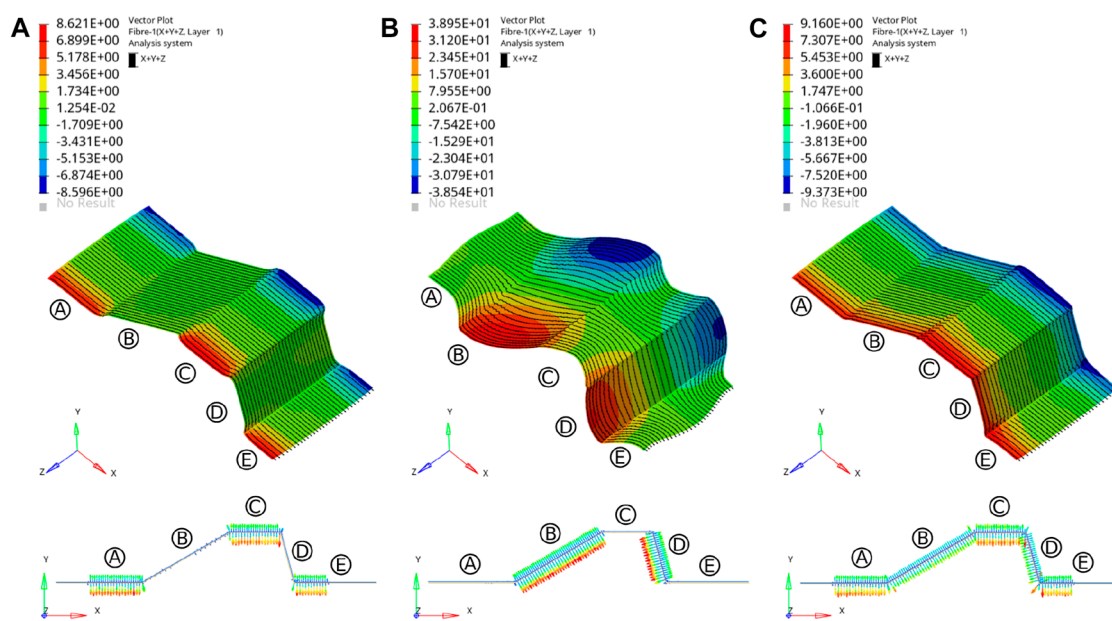 A
8.621E+00
6.899E+00
5.178E+00
3.456E+00
1.734E+00
1.254E-02
-1.709E+00
-3.431E+00
-5.153E+00
-6.874E+00
-8.596E+00
No Result
Vector Plot
Fibre-1(X+Y+Z, Layer 1)
Analysis system
X+Y+Z
A
B
C
D
E
Y
Z
X
A
B
C
D
E
Y
Z
X
B
3.895E+01
3.120E+01
2.345E+01
1.570E+01
7.955E+00
2.067E-01
-7.542E+00
-1.529E+01
-2.304E+01
-3.079E+01
-3.854E+01
No Result
Vector Plot
Fibre-1(X+Y+Z, Layer 1)
Analysis system
X+Y+Z
A
B
C
D
E
Y
Z
X
A
B
C
D
E
Y
Z
X
C
9.160E+00
7.307E+00
5.453E+00
3.600E+00
1.747E+00
-1.066E-01
-1.960E+00
-3.813E+00
-5.667E+00
-7.520E+00
-9.373E+00
No Result
Vector Plot
Fibre-1(X+Y+Z, Layer 1)
Analysis system
X+Y+Z
A
B
C
D
E
Y
Z
X
A
B
C
D
E
Y
Z
X